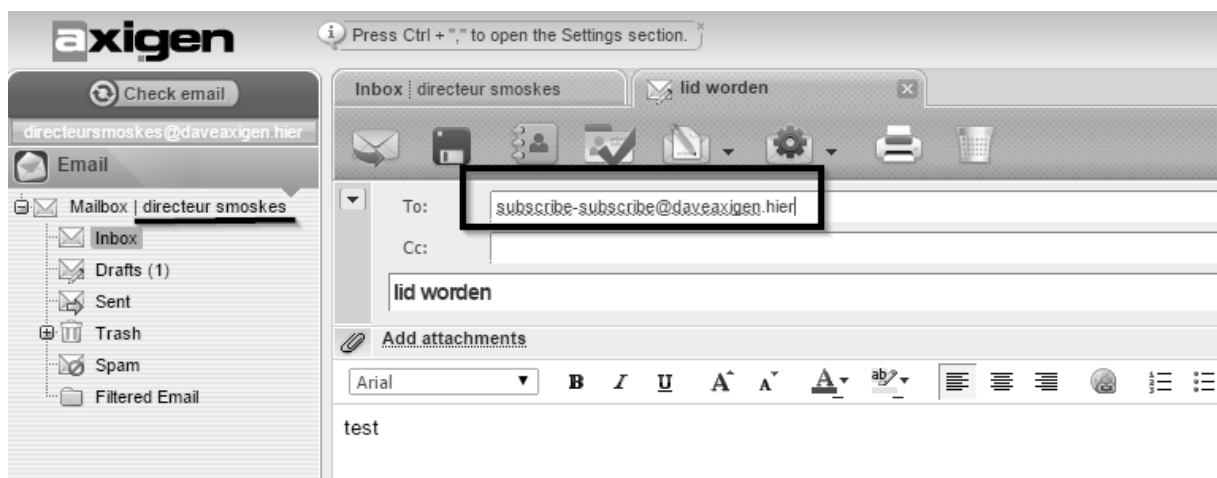 axigen
Press Ctrl + "," to open the Settings section.
Check email
directeursmoskes@daveaxigen.hier
Email
Mailbox | directeur smoskes
Inbox
Drafts (1)
Sent
Trash
Spam
Filtered Email
Inbox | directeur smoskes
lid worden
To: subscribe-subscribe@daveaxigen.hier
Cc:
lid worden
Add attachments
Arial B I U A A A ab
test